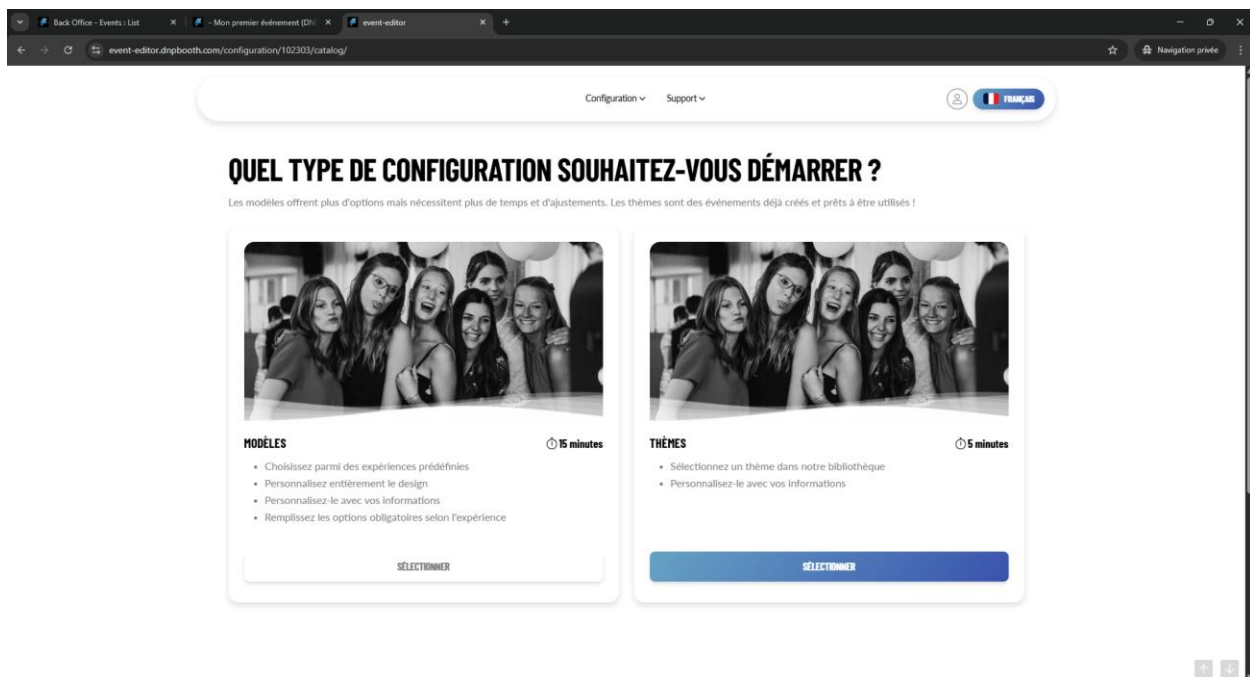 Back Office - Events : List
- Mon premier événement (DN
event-editor
event-editor.dnpbooth.com/configuration/102303/catalog/
Navigation privée
Configuration
Support
FRANÇAIS
QUEL TYPE DE CONFIGURATION SOUHAITEZ-VOUS DÉMARRER ?
Les modèles offrent plus d'options mais nécessitent plus de temps et d'ajustements. Les thèmes sont des événements déjà créés et prêts à être utilisés !
MODÈLES
15 minutes
• Choisissez parmi des expériences prédéfinies
• Personnalisez entièrement le design
• Personnalisez-le avec vos informations
• Remplissez les options obligatoires selon l'expérience
SÉLECTIONNER
THÈMES
5 minutes
• Sélectionnez un thème dans notre bibliothèque
• Personnalisez-le avec vos informations
SÉLECTIONNER